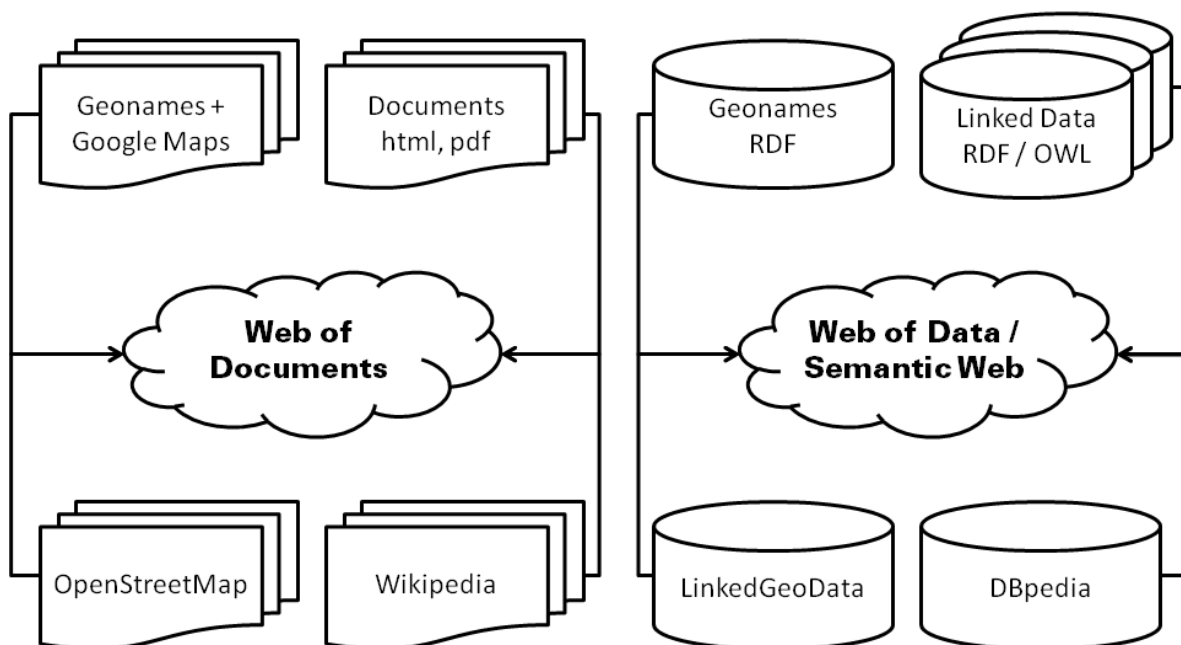 Geonames +
Google Maps
Documents
html, pdf
Geonames
RDF
Linked Data
RDF / OWL
Web of
Documents
Web of Data /
Semantic Web
OpenStreetMap
Wikipedia
LinkedGeoData
DBpedia